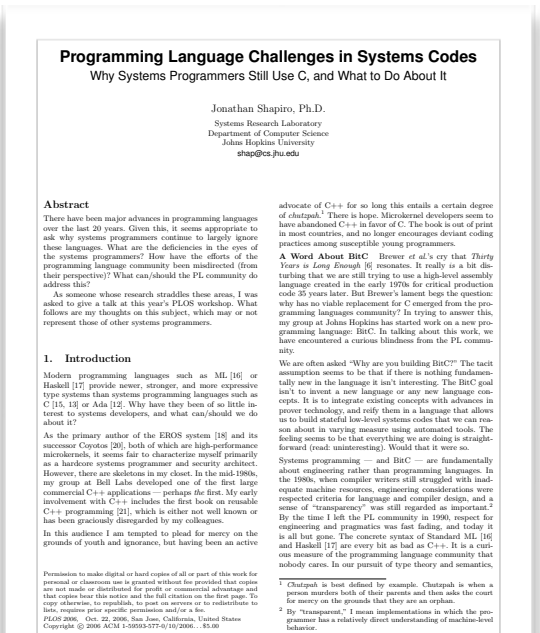 Programming Language Challenges in Systems Codes
Why Systems Programmers Still Use C, and What to Do About It
Jonathan Shapiro, Ph.D.
Systems Research Laboratory
Department of Computer Science
Johns Hopkins University
shap@cs.jhu.edu
Abstract
There have been major advances in programming languages
over the last 20 years. Given this, it seems appropriate to
ask why systems programmers continue to largely ignore
these languages. What are the deficiencies in the eyes of
the systems programmers? How have the efforts of the
programming language community been misdirected (from
their perspective)? What can/should the PL community do
address this?
As someone whose research straddles these areas, I was
asked to give a talk at this year's PLOS workshop. What
follows are my thoughts on this subject, which may or not
represent those of other systems programmers.
1. Introduction
Modern programming languages such as ML [16] or
Haskell [17] provide newer, stronger, and more expressive
type systems than systems programming languages such as
C [15, 13] or Ada [12]. Why have they been of so little in-
terest to systems developers, and what can/should we do
about it?
As the primary author of the EROS system [18] and its
successor Coyotos [20], both of which are high-performance
microkernels, it seems fair to characterize myself primarily
as a hardcore systems programmer and security architect.
However, there are skeletons in my closet. In the mid-1980s,
my group at Bell Labs developed one of the first large
commercial C++ applications — perhaps the first. My early
involvement with C++ includes the first book on reusable
C++ programming [21], which is either not well known or
has been graciously disregarded by my colleagues.
In this audience I am tempted to plead for mercy on the
grounds of youth and ignorance, but having been an active
Permission to make digital or hard copies of all or part of this work for
personal or classroom use is granted without fee provided that copies
are not made or distributed for profit or commercial advantage and
that copies bear this notice and the full citation on the first page. To
copy otherwise, to republish, to post on servers or to redistribute to
lists, requires prior specific permission and/or a fee.
PLOS 2006, Oct. 22, 2006, San Jose, California, United States
Copyright © 2006 ACM 1-59593-577-0/10/2006...$5.00
advocate of C++ for so long this entails a certain degree
of chutzpah.1 There is hope. Microkernel developers seem to
have abandoned C++ in favor of C. The book is out of print
in most countries, and no longer encourages deviant coding
practices among susceptible young programmers.
A Word About BitC Brewer et al.'s cry that Thirty
Years is Long Enough [6] resonates. It really is a bit dis-
turbing that we are still trying to use a high-level assembly
language created in the early 1970s for critical production
code 35 years later. But Brewer's lament begs the question:
why has no viable replacement for C emerged from the pro-
gramming languages community? In trying to answer this,
my group at Johns Hopkins has started work on a new pro-
gramming language: BitC. In talking about this work, we
have encountered a curious blindness from the PL commu-
nity.
We are often asked "Why are you building BitC?" The tacit
assumption seems to be that if there is nothing fundamen-
tally new in the language it isn't interesting. The BitC goal
isn't to invent a new language or any new language con-
cepts. It is to integrate existing concepts with advances in
prover technology, and reify them in a language that allows
us to build stateful low-level systems codes that we can rea-
son about in varying measure using automated tools. The
feeling seems to be that everything we are doing is straight-
forward (read: uninteresting). Would that it were so.
Systems programming — and BitC — are fundamentally
about engineering rather than programming languages. In
the 1980s, when compiler writers still struggled with inad-
equate machine resources, engineering considerations were
respected criteria for language and compiler design, and a
sense of "transparency" was still regarded as important.2
By the time I left the PL community in 1990, respect for
engineering and pragmatics was fast fading, and today it
is all but gone. The concrete syntax of Standard ML [16]
and Haskell [17] are every bit as bad as C++. It is a curi-
ous measure of the programming language community that
nobody cares. In our pursuit of type theory and semantics,
1 Chutzpah is best defined by example. Chutzpah is when a
person murders both of their parents and then asks the court
for mercy on the grounds that they are an orphan.
2 By "transparent," I mean implementations in which the pro-
grammer has a relatively direct understanding of machine-level
behavior.